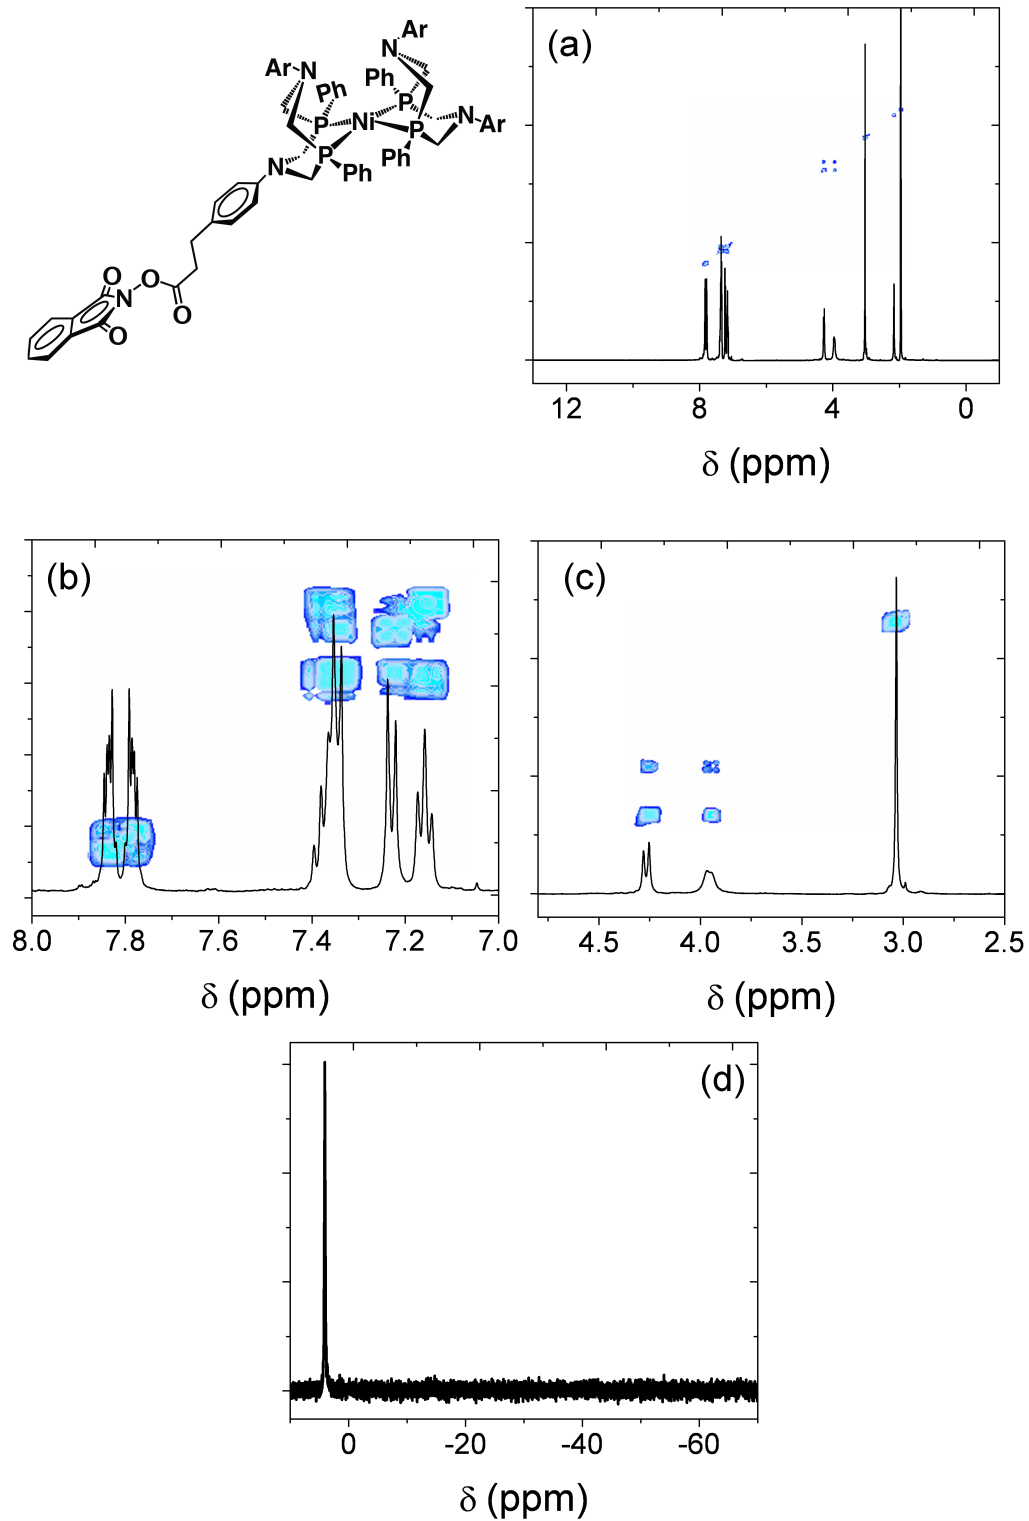 Ar
N
Ar-N
Ph
Ph
P
N
Ar
P
Ni
P
P
Ph
N
Ph
O
O
N
O
O
(a)
12 8 4 0
δ (ppm)
(b)
8.0 7.8 7.6 7.4 7.2 7.0
δ (ppm)
(c)
4.5 4.0 3.5 3.0 2.5
δ (ppm)
(d)
0 -20 -40 -60
δ (ppm)